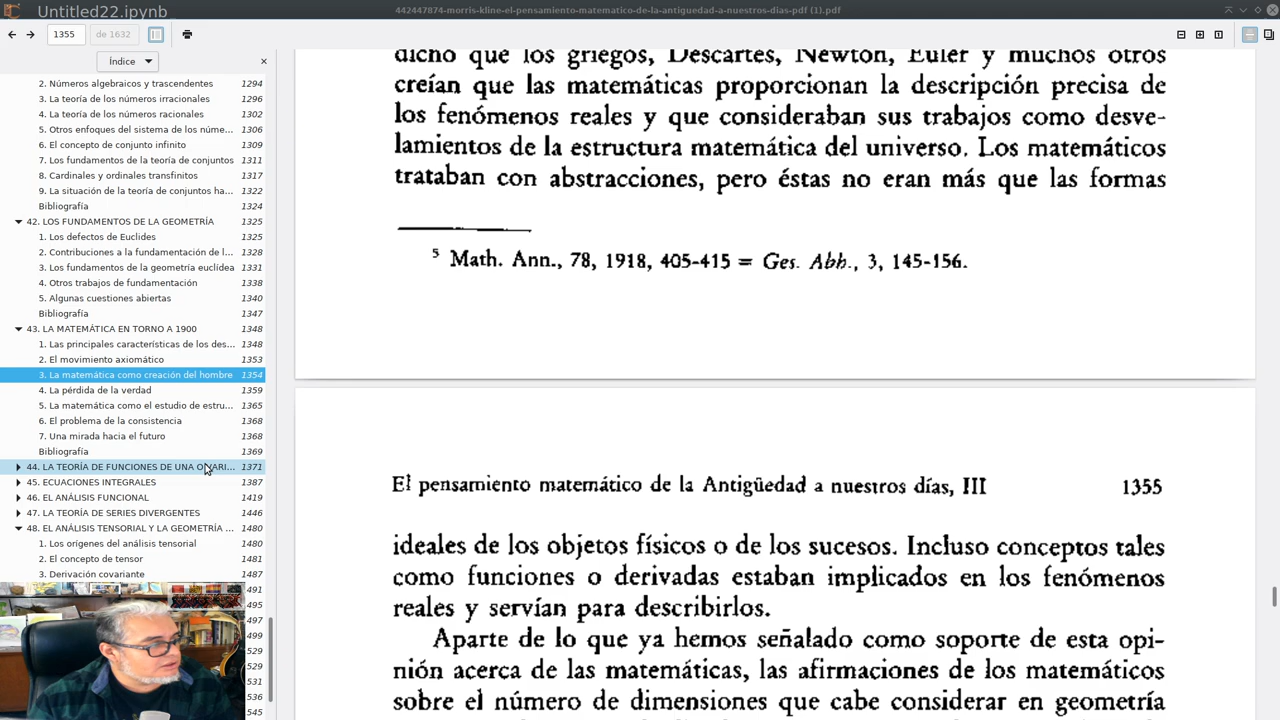 Untitled22.ipynb
442447874-morris-kline-el-pensamiento-matematico-de-la-antiguedad-a-nuestros-dias-pdf (1).pdf
1355
de 1632
Índice
2. Números algebraicos y trascendentes 1294
3. La teoría de los números irracionales 1296
4. La teoría de los números racionales 1302
5. Otros enfoques del sistema de los núme... 1306
6. El concepto de conjunto infinito 1309
7. Los fundamentos de la teoría de conjuntos 1311
8. Cardinales y ordinales transfinitos 1317
9. La situación de la teoría de conjuntos ha... 1322
Bibliografía 1324
42. LOS FUNDAMENTOS DE LA GEOMETRÍA 1325
1. Los defectos de Euclides 1325
2. Contribuciones a la fundamentación de l... 1328
3. Los fundamentos de la geometría euclídea 1331
4. Otros trabajos de fundamentación 1338
5. Algunas cuestiones abiertas 1340
Bibliografía 1347
43. LA MATEMÁTICA EN TORNO A 1900 1348
1. Las principales características de los des... 1348
2. El movimiento axiomático 1353
3. La matemática como creación del hombre 1354
4. La pérdida de la verdad 1359
5. La matemática como el estudio de estru... 1365
6. El problema de la consistencia 1368
7. Una mirada hacia el futuro 1368
Bibliografía 1369
44. LA TEORÍA DE FUNCIONES DE UNA VARI... 1371
45. ECUACIONES INTEGRALES 1387
46. EL ANÁLISIS FUNCIONAL 1419
47. LA TEORÍA DE SERIES DIVERGENTES 1446
48. EL ANÁLISIS TENSORIAL Y LA GEOMETRÍA ... 1480
1. Los orígenes del análisis tensorial 1480
2. El concepto de tensor 1481
3. Derivación covariante 1487
491
495
497
499
529
529
531
536
545
dicho que los griegos, Descartes, Newton, Euler y muchos otros
creían que las matemáticas proporcionan la descripción precisa de
los fenómenos reales y que consideraban sus trabajos como desve-
lamientos de la estructura matemática del universo. Los matemáticos
trataban con abstracciones, pero éstas no eran más que las formas
5 Math. Ann., 78, 1918, 405-415 = Ges. Abh., 3, 145-156.
El pensamiento matemático de la Antigüedad a nuestros días, III 1355
ideales de los objetos físicos o de los sucesos. Incluso conceptos tales
como funciones o derivadas estaban implicados en los fenómenos
reales y servían para describirlos.
Aparte de lo que ya hemos señalado como soporte de esta opi-
nión acerca de las matemáticas, las afirmaciones de los matemáticos
sobre el número de dimensiones que cabe considerar en geometría